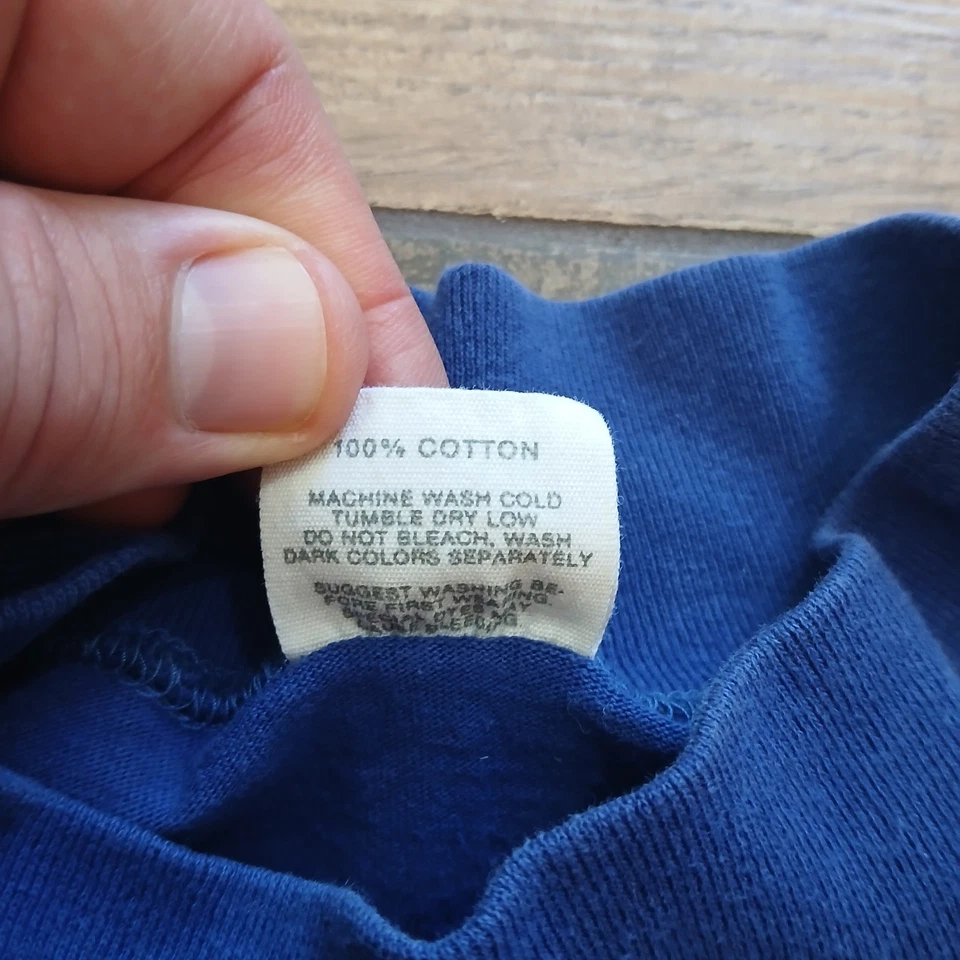 100% COTTON
MACHINE WASH COLD
TUMBLE DRY LOW
DO NOT BLEACH. WASH
DARK COLORS SEPARATELY
SUGGEST WASHING BE-
FORE FIRST WEARING.